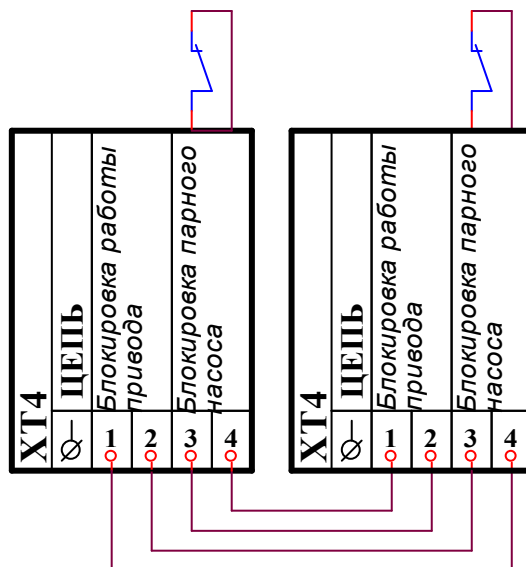 XT4
ЦЕПЬ
Блокировка работы
привода
Блокировка парного
насоса
1 2 3 4
XT4
ЦЕПЬ
Блокировка работы
привода
Блокировка парного
насоса
1 2 3 4